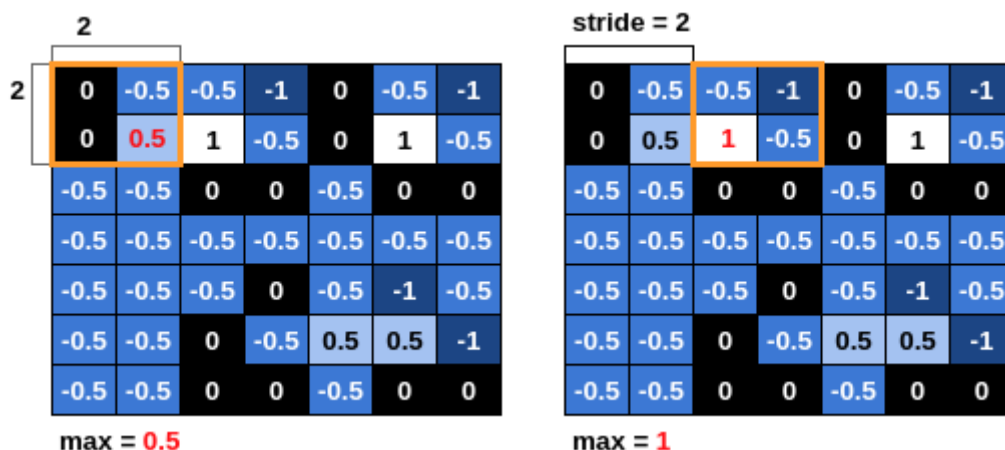 2 stride = 2
2 0 -0.5 -0.5 -1 0 -0.5 -1 0 -0.5 -0.5 -1 0 -0.5 -1
0 0.5 1 -0.5 0 1 -0.5 0 0.5 1 -0.5 0 1 -0.5
-0.5 -0.5 0 0 -0.5 0 0 -0.5 -0.5 0 0 -0.5 0 0
-0.5 -0.5 -0.5 -0.5 -0.5 -0.5 -0.5 -0.5 -0.5 -0.5 -0.5 -0.5 -0.5 -0.5
-0.5 -0.5 -0.5 0 -0.5 -1 -0.5 -0.5 -0.5 -0.5 0 -0.5 -1 -0.5
-0.5 -0.5 0 -0.5 0.5 0.5 -1 -0.5 -0.5 0 -0.5 0.5 0.5 -1
-0.5 -0.5 0 0 -0.5 0 0 -0.5 -0.5 0 0 -0.5 0 0
max = 0.5 max = 1